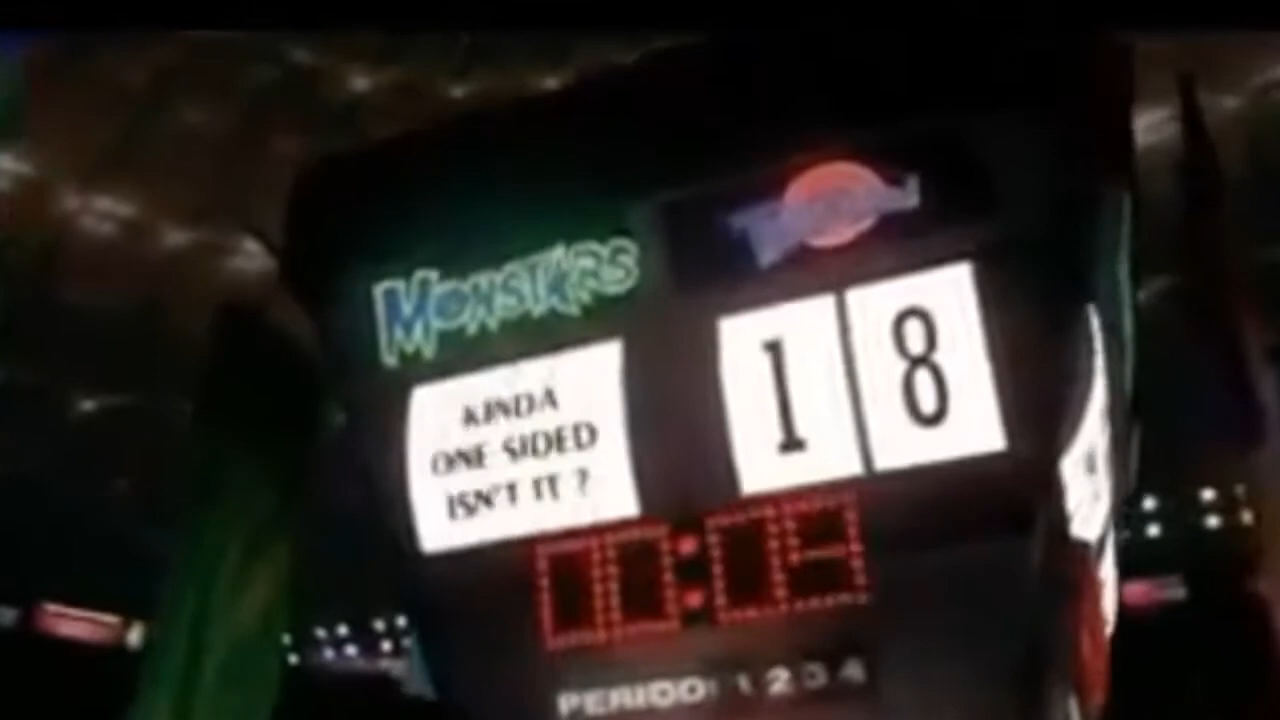 MONSTARS
KINDA
ONE SIDED
ISN'T IT ?
1 8
PERIOD 1 2 3 4